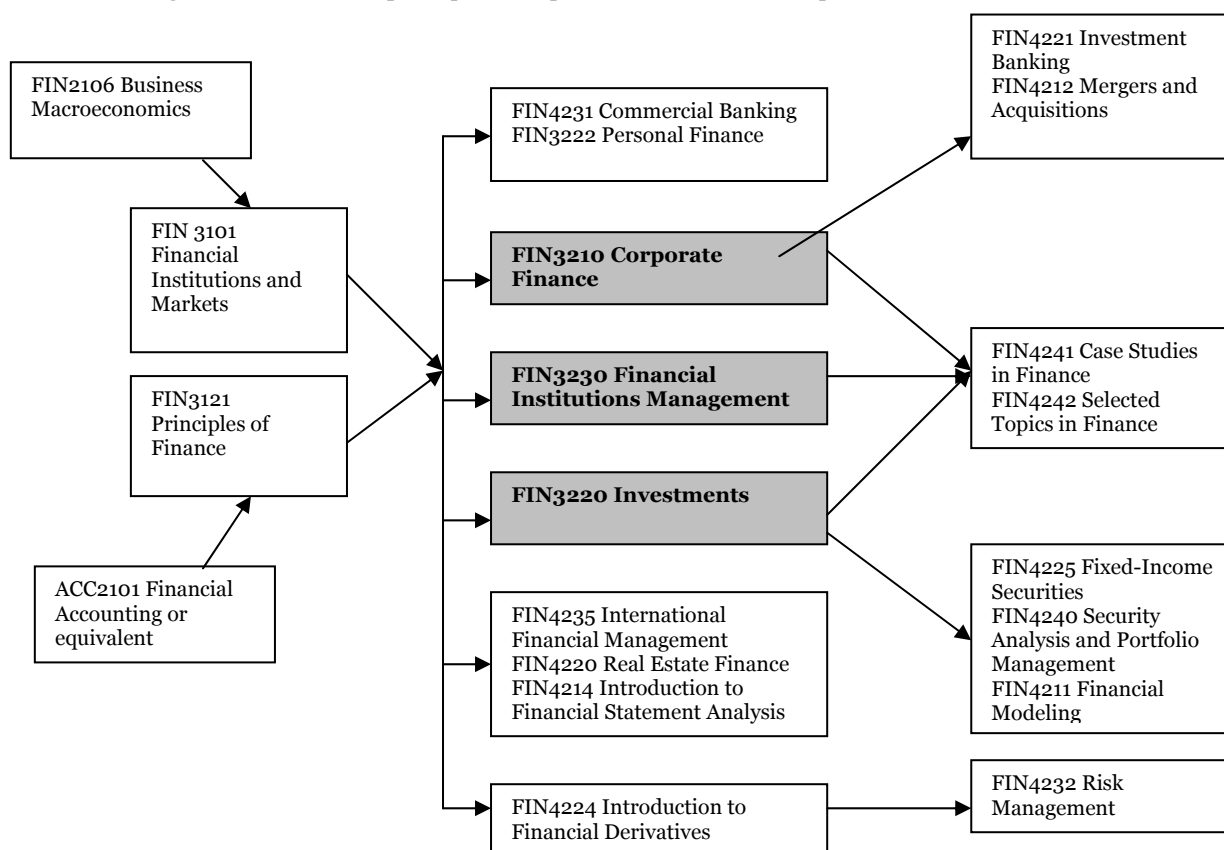 FIN2106 Business
Macroeconomics
FIN 3101
Financial
Institutions and
Markets
FIN3121
Principles of
Finance
ACC2101 Financial
Accounting or
equivalent
FIN4231 Commercial Banking
FIN3222 Personal Finance
FIN3210 Corporate
Finance
FIN3230 Financial
Institutions Management
FIN3220 Investments
FIN4235 International
Financial Management
FIN4220 Real Estate Finance
FIN4214 Introduction to
Financial Statement Analysis
FIN4224 Introduction to
Financial Derivatives
FIN4221 Investment
Banking
FIN4212 Mergers and
Acquisitions
FIN4241 Case Studies
in Finance
FIN4242 Selected
Topics in Finance
FIN4225 Fixed-Income
Securities
FIN4240 Security
Analysis and Portfolio
Management
FIN4211 Financial
Modeling
FIN4232 Risk
Management